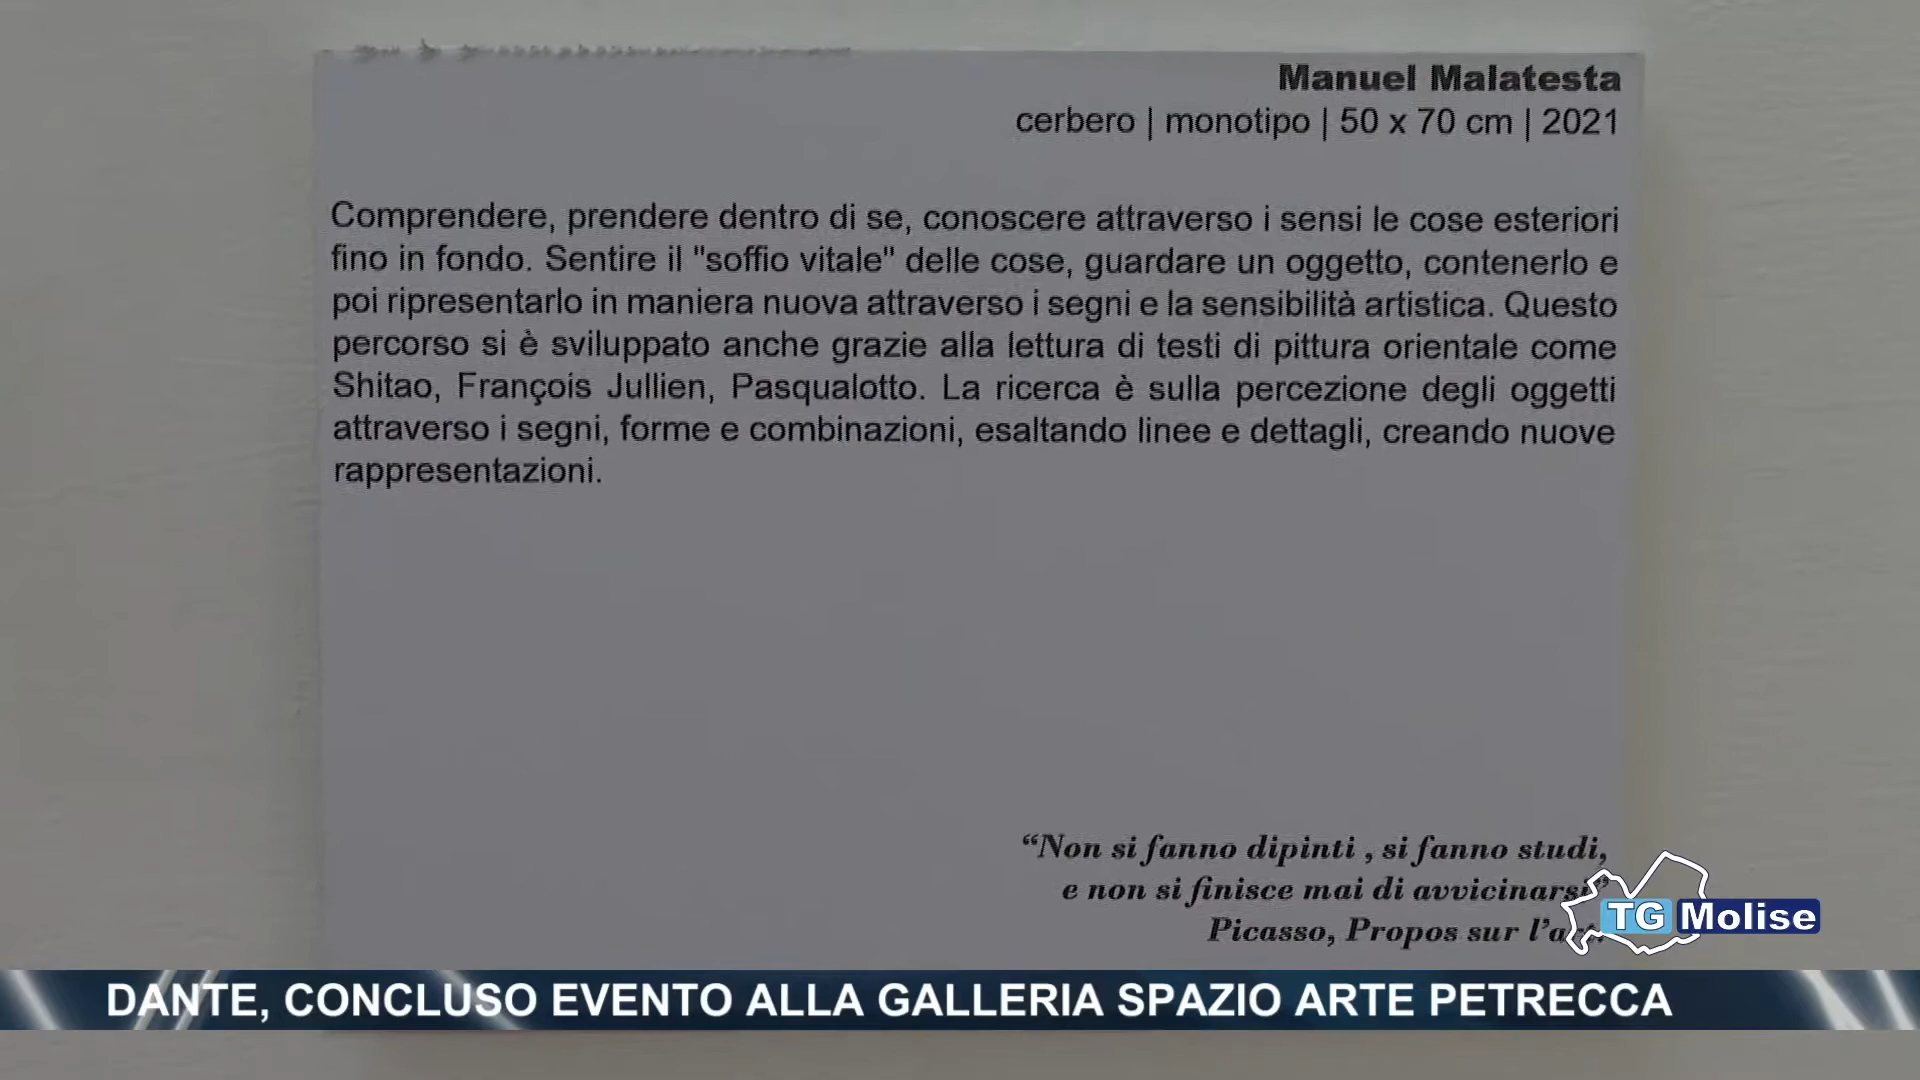 Manuel Malatesta
cerbero | monotipo | 50 x 70 cm | 2021
Comprendere, prendere dentro di se, conoscere attraverso i sensi le cose esteriori
fino in fondo. Sentire il "soffio vitale" delle cose, guardare un oggetto, contenerlo e
poi ripresentarlo in maniera nuova attraverso i segni e la sensibilità artistica. Questo
percorso si è sviluppato anche grazie alla lettura di testi di pittura orientale come
Shitao, François Jullien, Pasqualotto. La ricerca è sulla percezione degli oggetti
attraverso i segni, forme e combinazioni, esaltando linee e dettagli, creando nuove
rappresentazioni.
“Non si fanno dipinti , si fanno studi,
e non si finisce mai di avvicinarsi”
Picasso, Propos sur
TG Molise
DANTE, CONCLUSO EVENTO ALLA GALLERIA SPAZIO ARTE PETRECCA